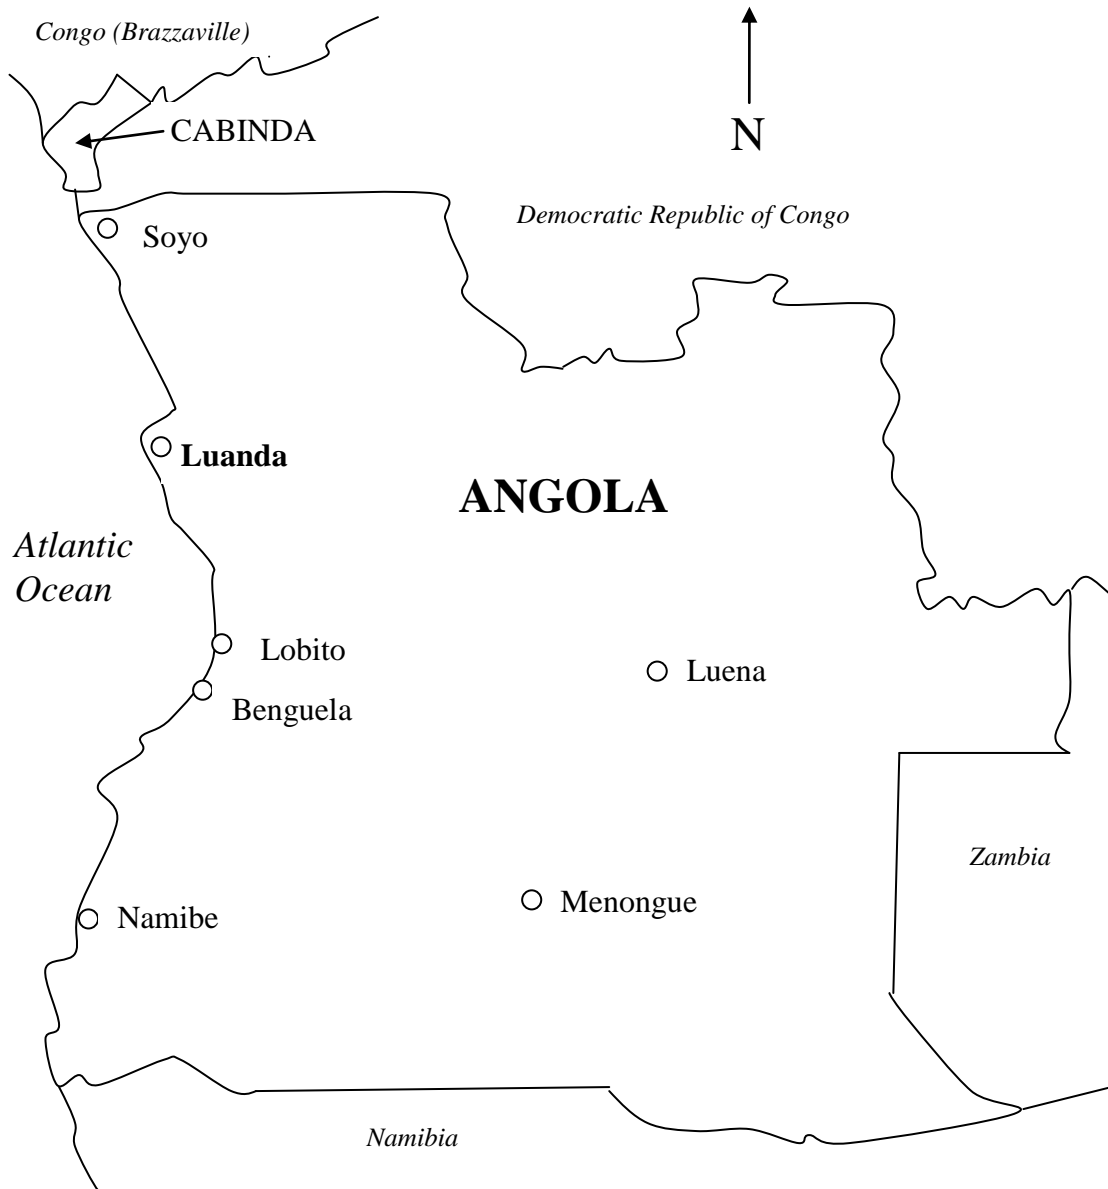 Congo (Brazzaville)
CABINDA
N
Democratic Republic of Congo
Soyo
Luanda
ANGOLA
Atlantic
Ocean
Lobito
Luena
Benguela
Zambia
Menongue
Namibe
Namibia